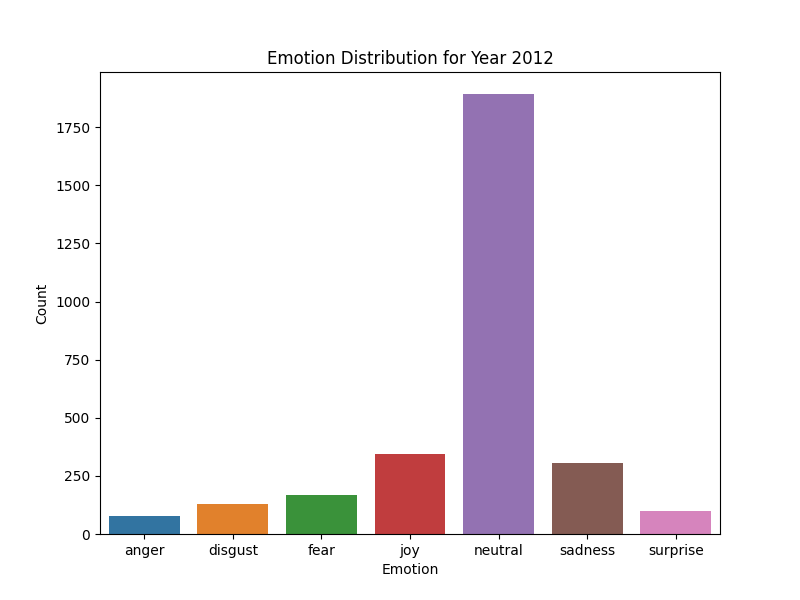 Emotion Distribution for Year 2012
1750
1500
1250
1000
750
500
250
0
Count
anger disgust fear joy neutral sadness surprise
Emotion